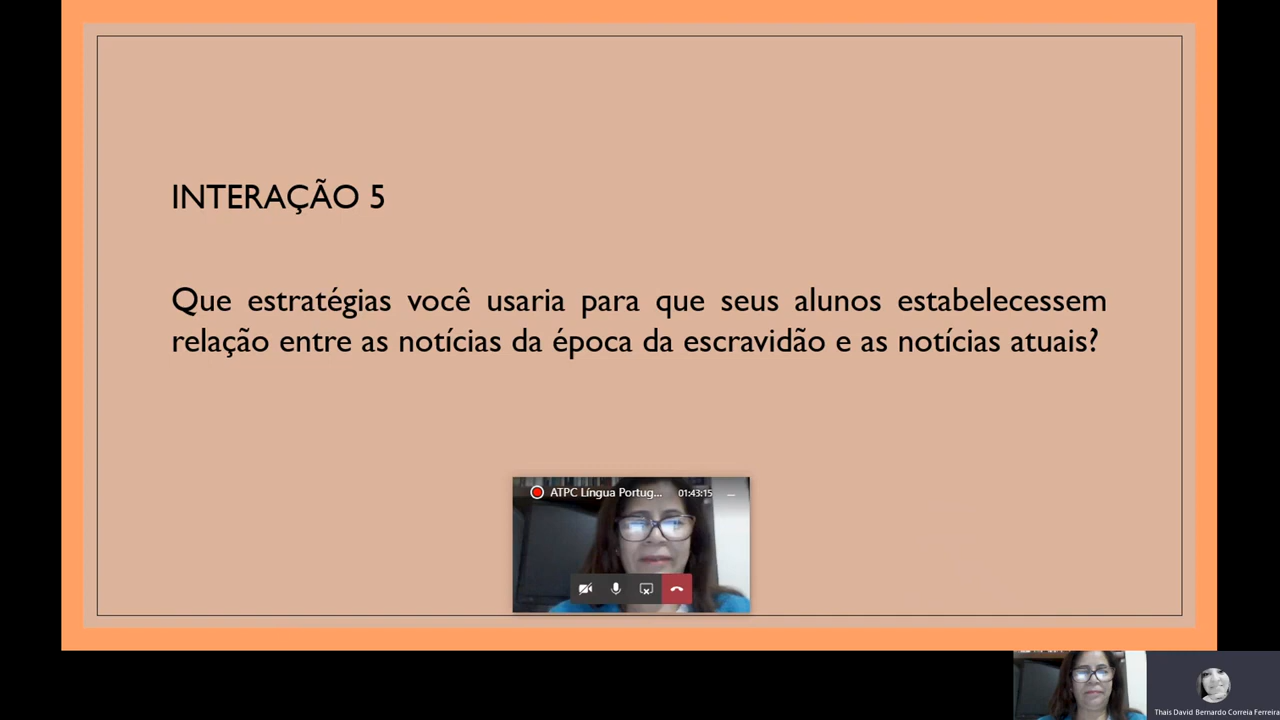 INTERAÇÃO 5
Que estratégias você usaria para que seus alunos estabelecessem
relação entre as notícias da época da escravidão e as notícias atuais?
ATPC Língua Portug... 01:43:15
Thais David Bernardo Correia Ferreira